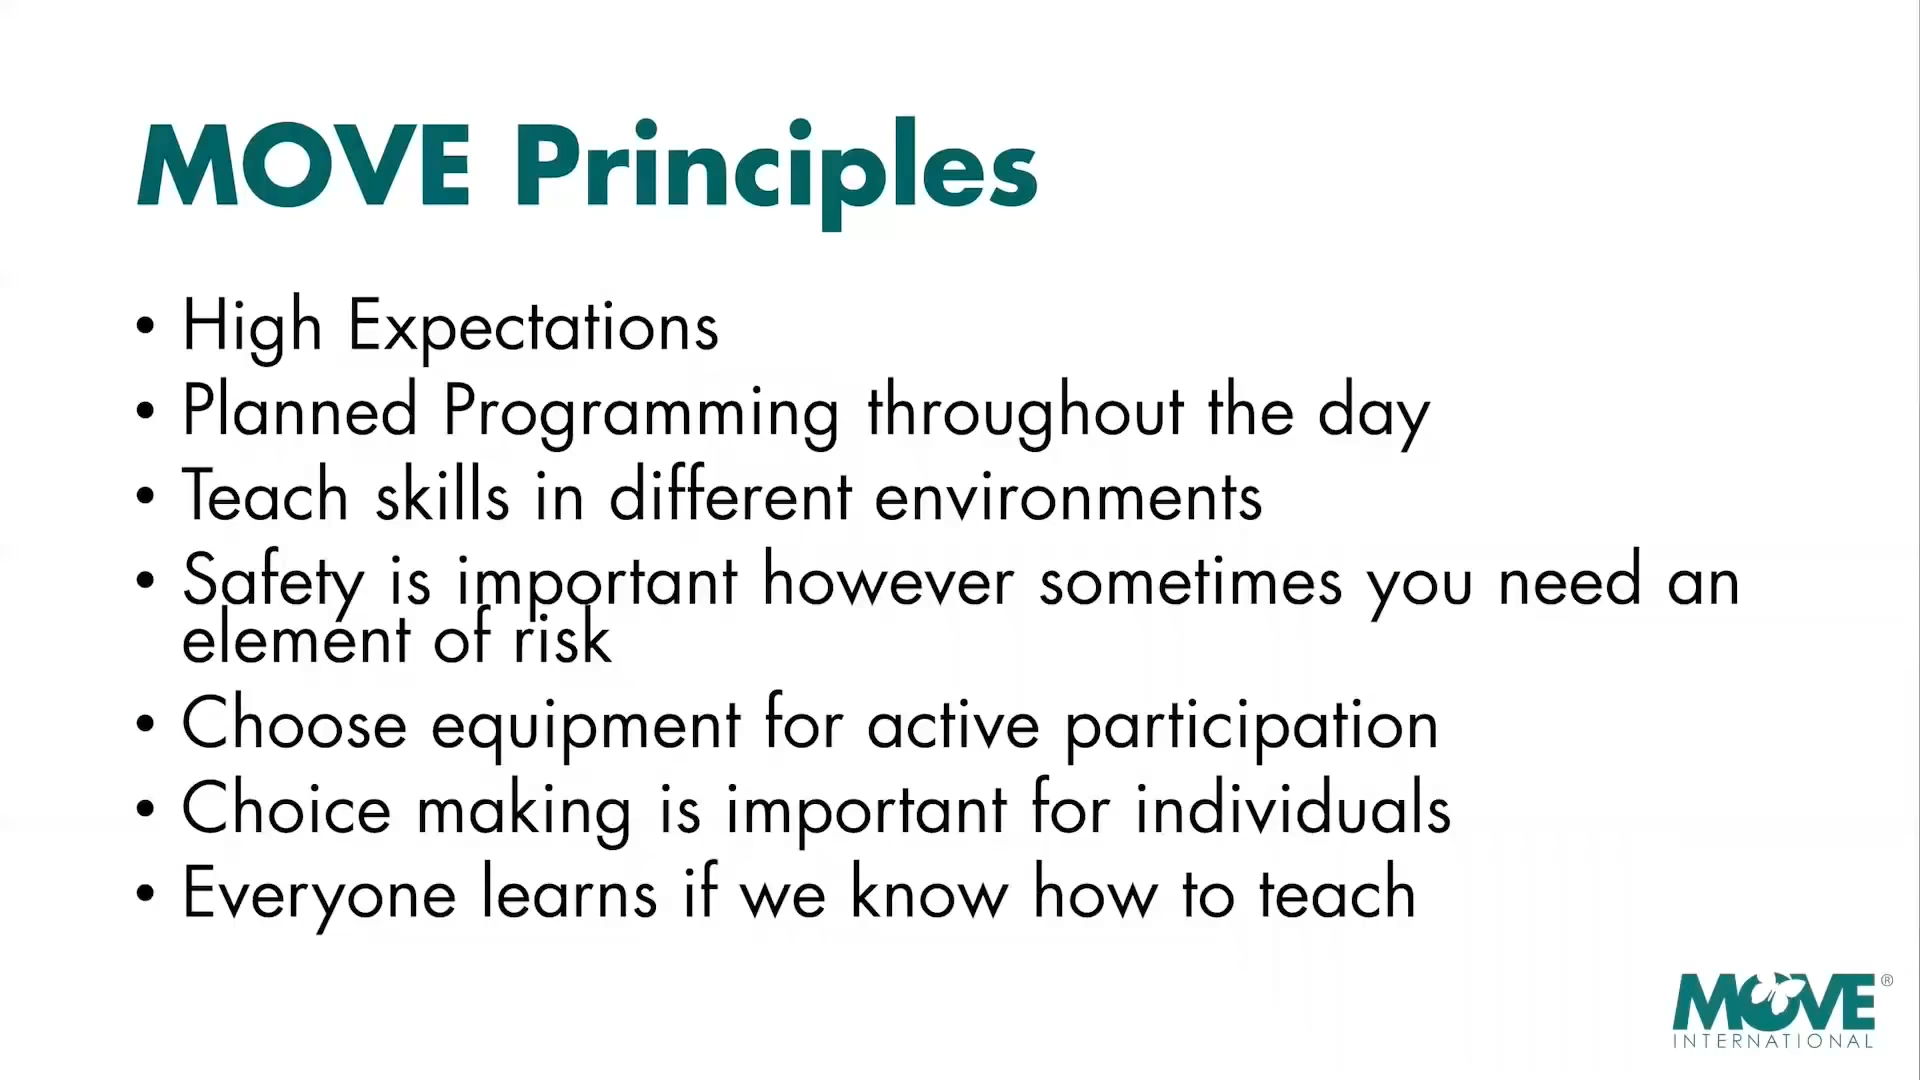 MOVE Principles
• High Expectations
• Planned Programming throughout the day
• Teach skills in different environments
• Safety is important however sometimes you need an
element of risk
• Choose equipment for active participation
• Choice making is important for individuals
• Everyone learns if we know how to teach
MOVE®
INTERNATIONAL